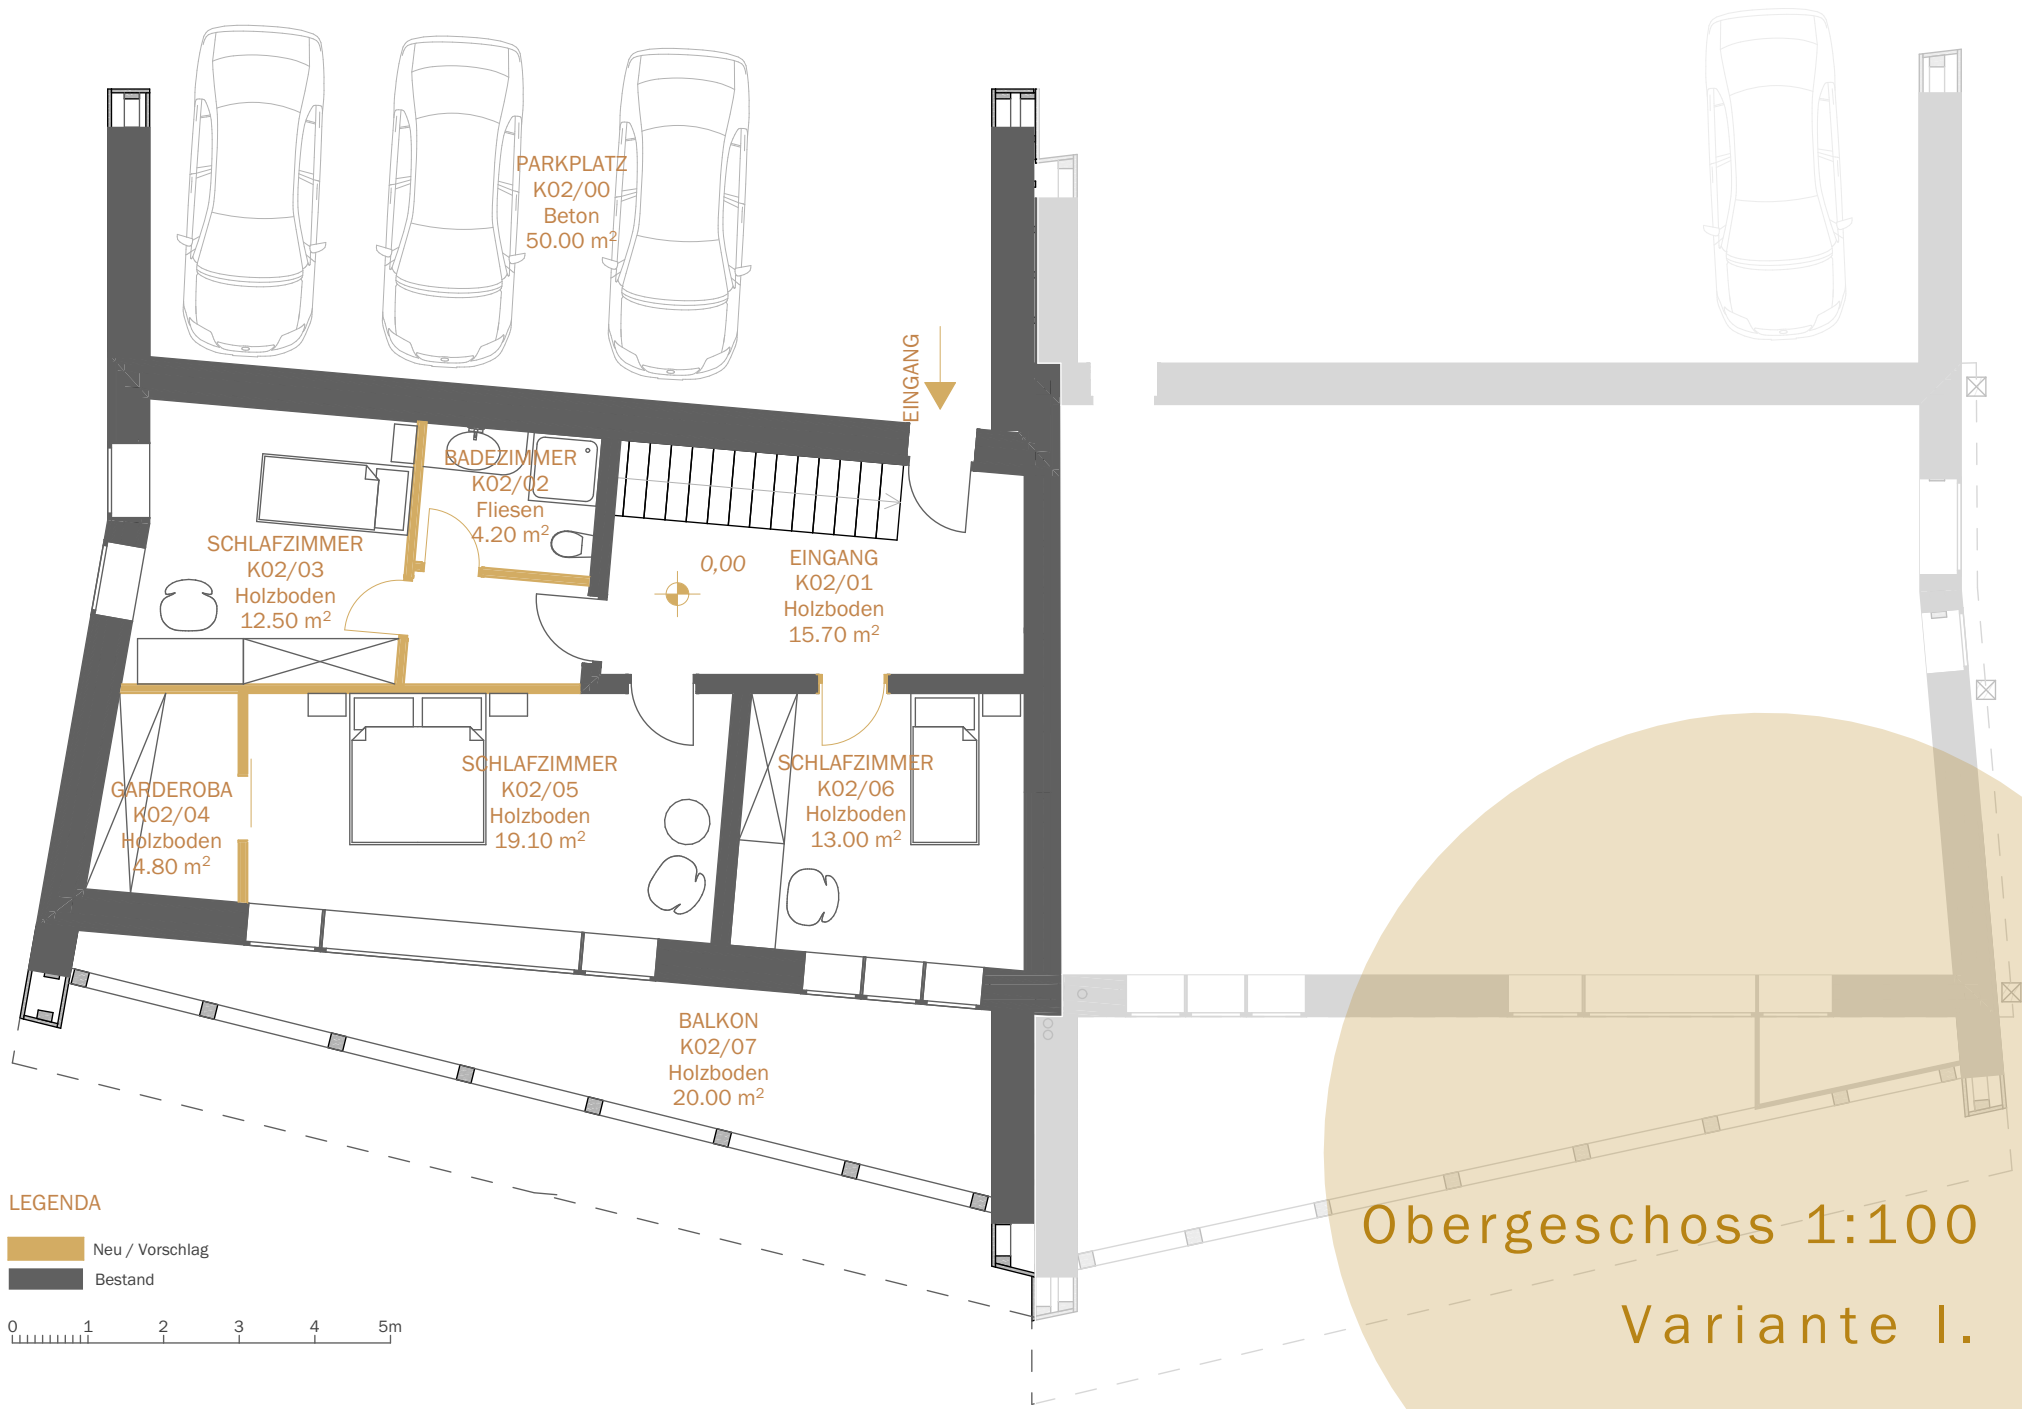 PARKPLATZ
K02/00
Beton
50.00 m²
EINGANG
BADEZIMMER
K02/02
Fliesen
4.20 m²
SCHLAFZIMMER
K02/03
Holzboden
12.50 m²
0,00
EINGANG
K02/01
Holzboden
15.70 m²
GARDEROBA
K02/04
Holzboden
4.80 m²
SCHLAFZIMMER
K02/05
Holzboden
19.10 m²
SCHLAFZIMMER
K02/06
Holzboden
13.00 m²
BALKON
K02/07
Holzboden
20.00 m²
LEGENDA
Neu / Vorschlag
Bestand
0 1 2 3 4 5m
Obergeschoss 1:100
Variante I.